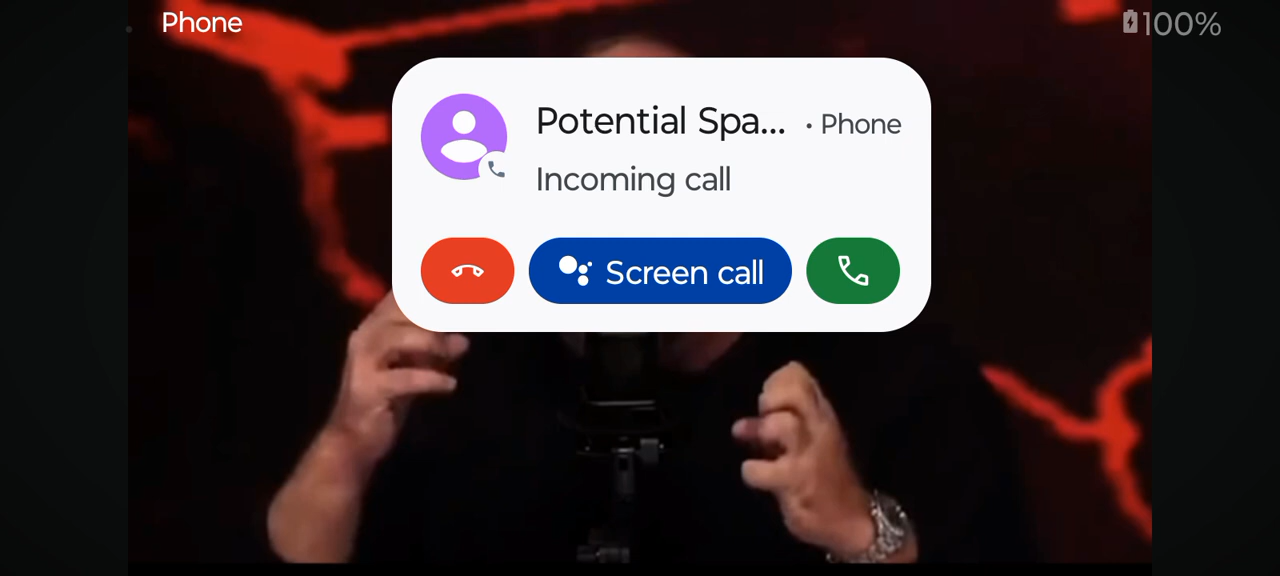 Phone
100%
Potential Spa... • Phone
Incoming call
Screen call